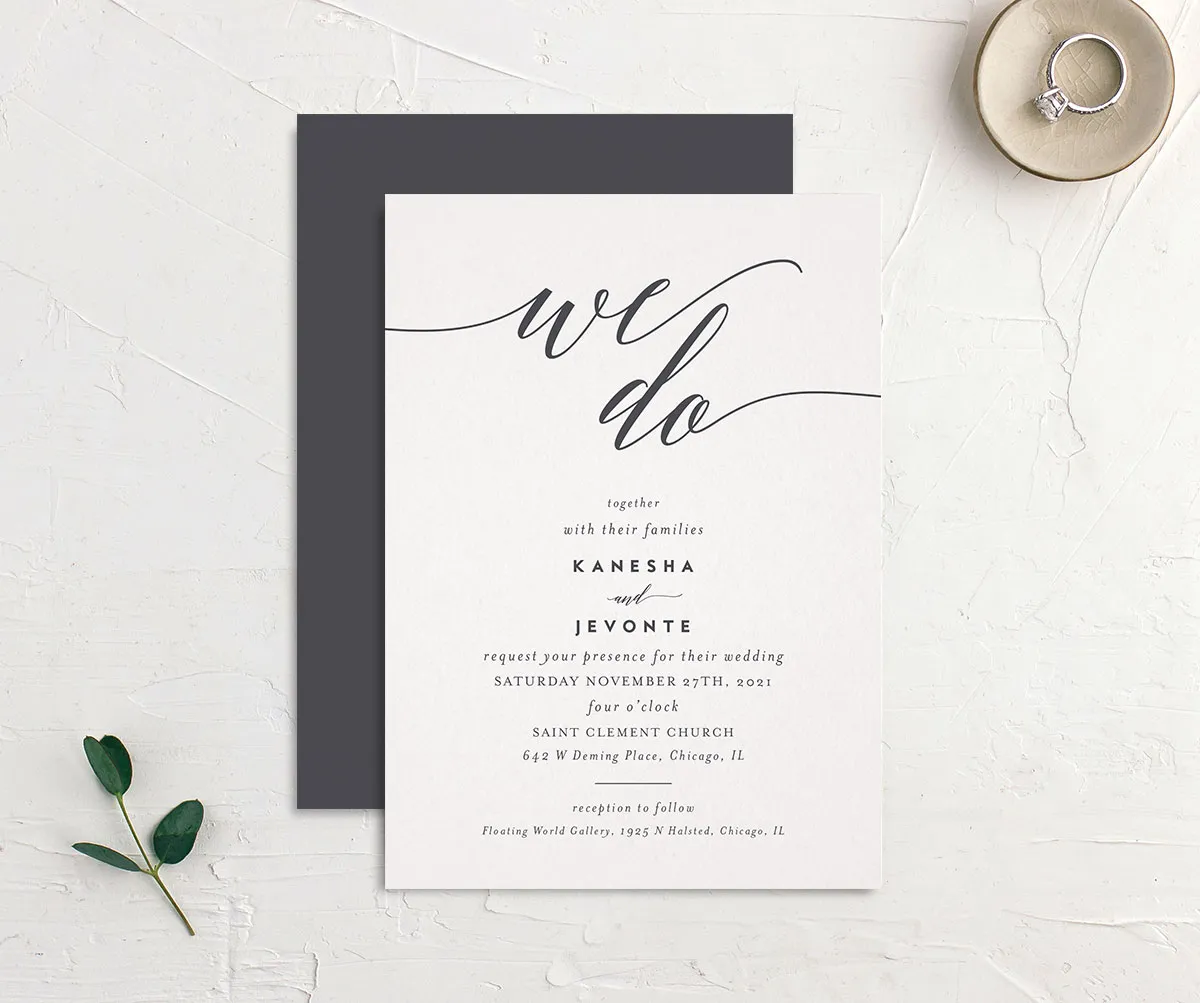 we
do
together
with their families
KANESHA
and
JEVONTE
request your presence for their wedding
SATURDAY NOVEMBER 27TH, 2021
four o'clock
SAINT CLEMENT CHURCH
642 W Deming Place, Chicago, IL
reception to follow
Floating World Gallery, 1925 N Halsted, Chicago, IL